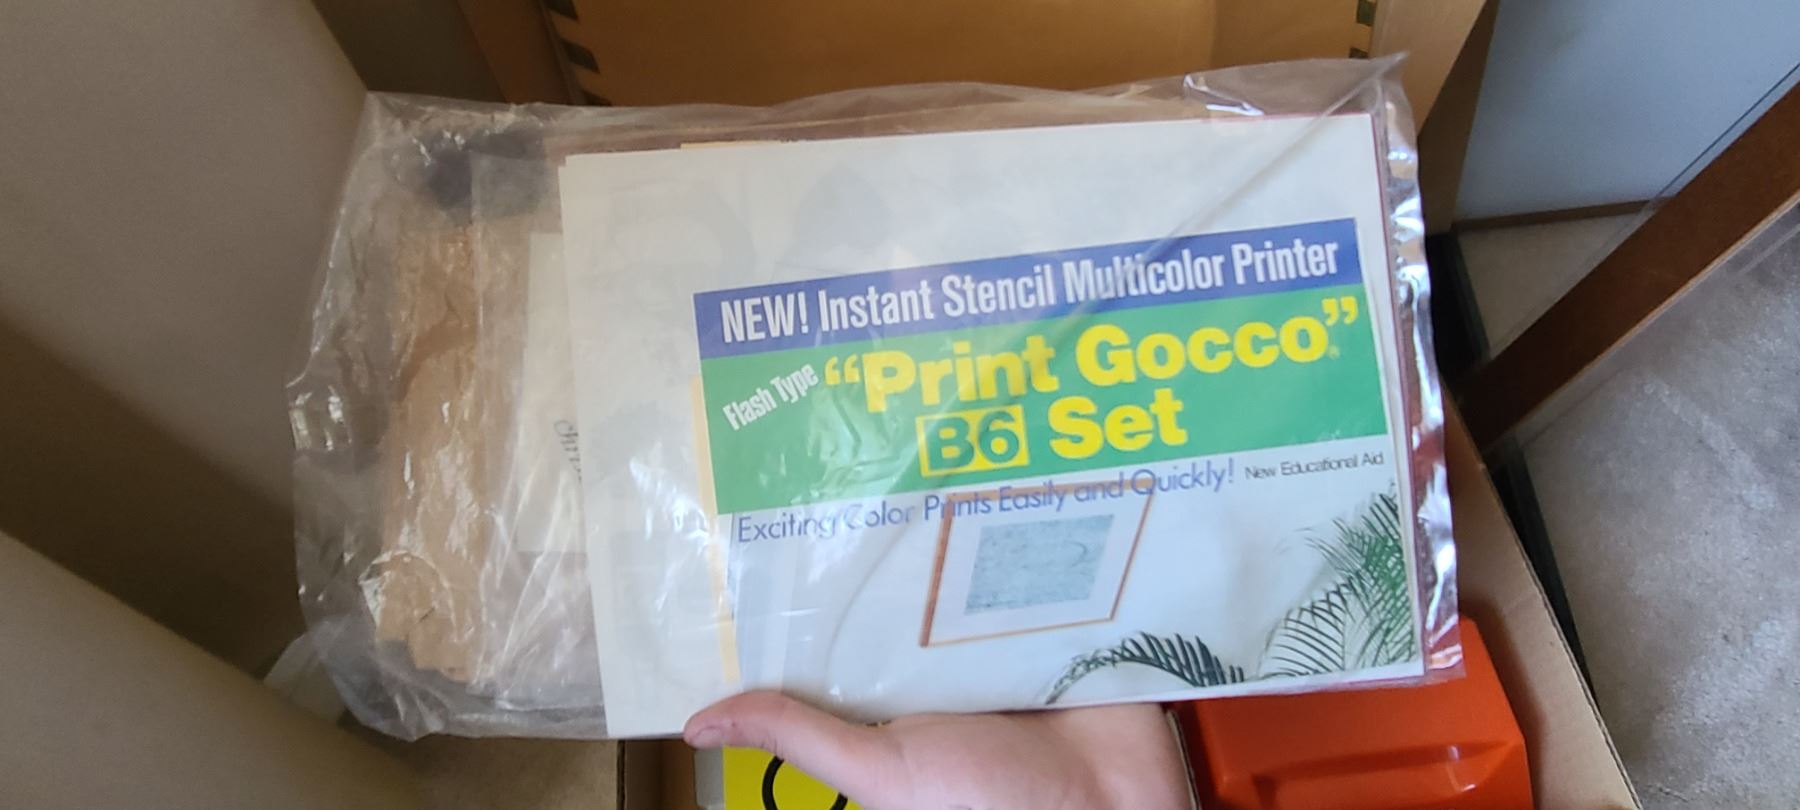 NEW! Instant Stencil Multicolor Printer
Flash Type “Print Gocco”
B6 Set
Exciting Color Prints Easily and Quickly! New Educational Aid